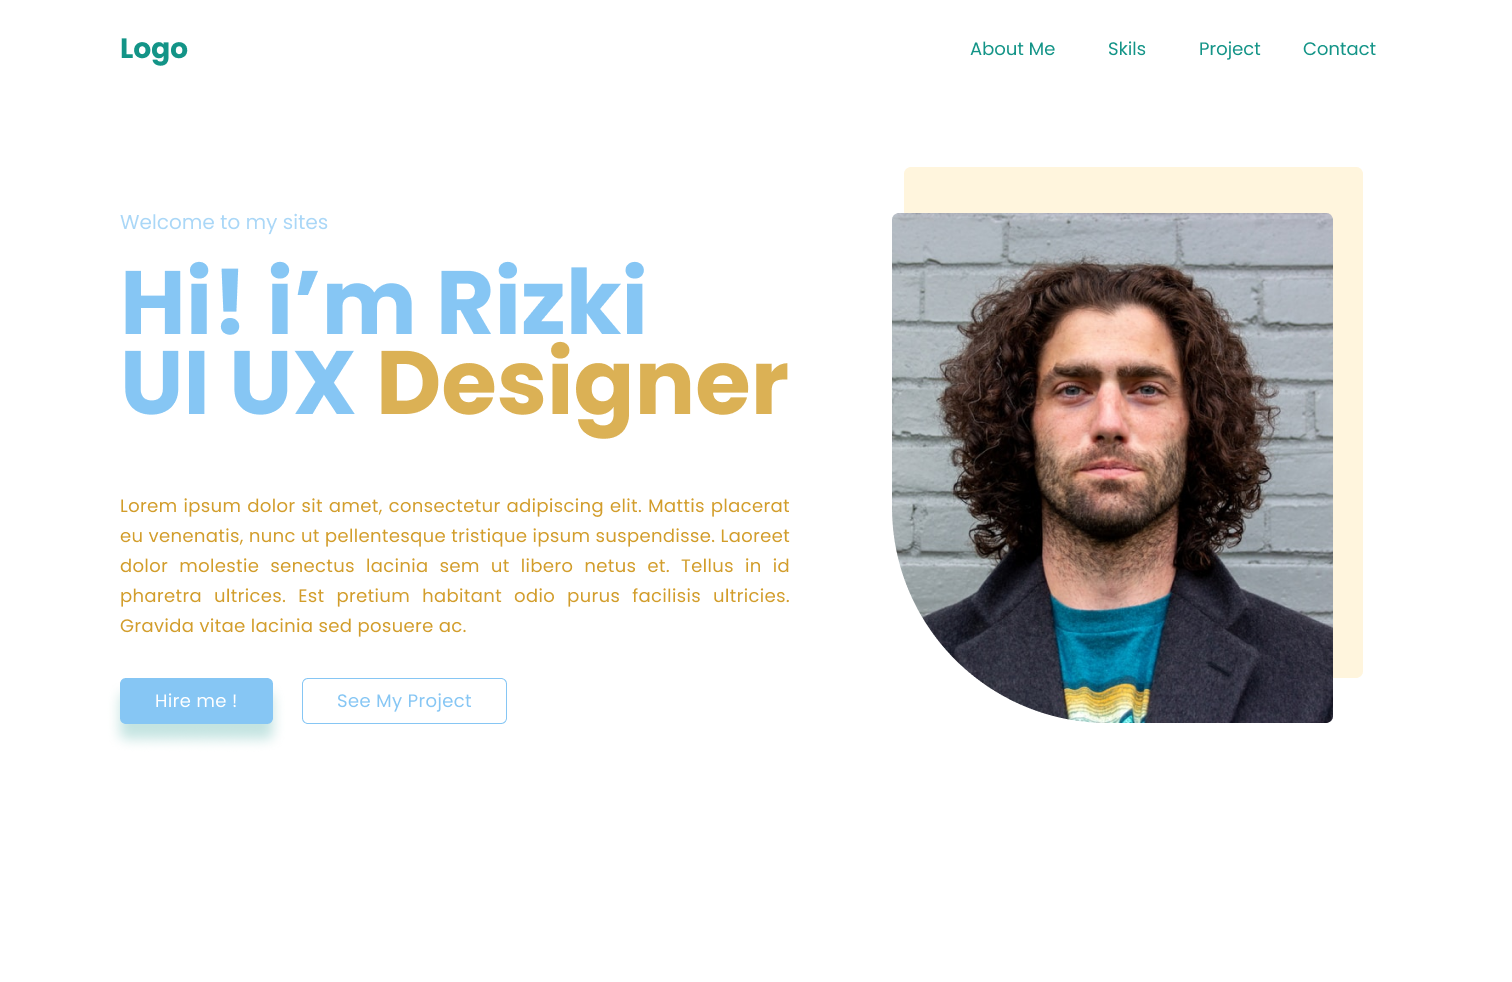 Logo
About Me Skils Project Contact
Welcome to my sites
Hi! i’m Rizki
UI UX Designer
Lorem ipsum dolor sit amet, consectetur adipiscing elit. Mattis placerat
eu venenatis, nunc ut pellentesque tristique ipsum suspendisse. Laoreet
dolor molestie senectus lacinia sem ut libero netus et. Tellus in id
pharetra ultrices. Est pretium habitant odio purus facilisis ultricies.
Gravida vitae lacinia sed posuere ac.
Hire me !
See My Project